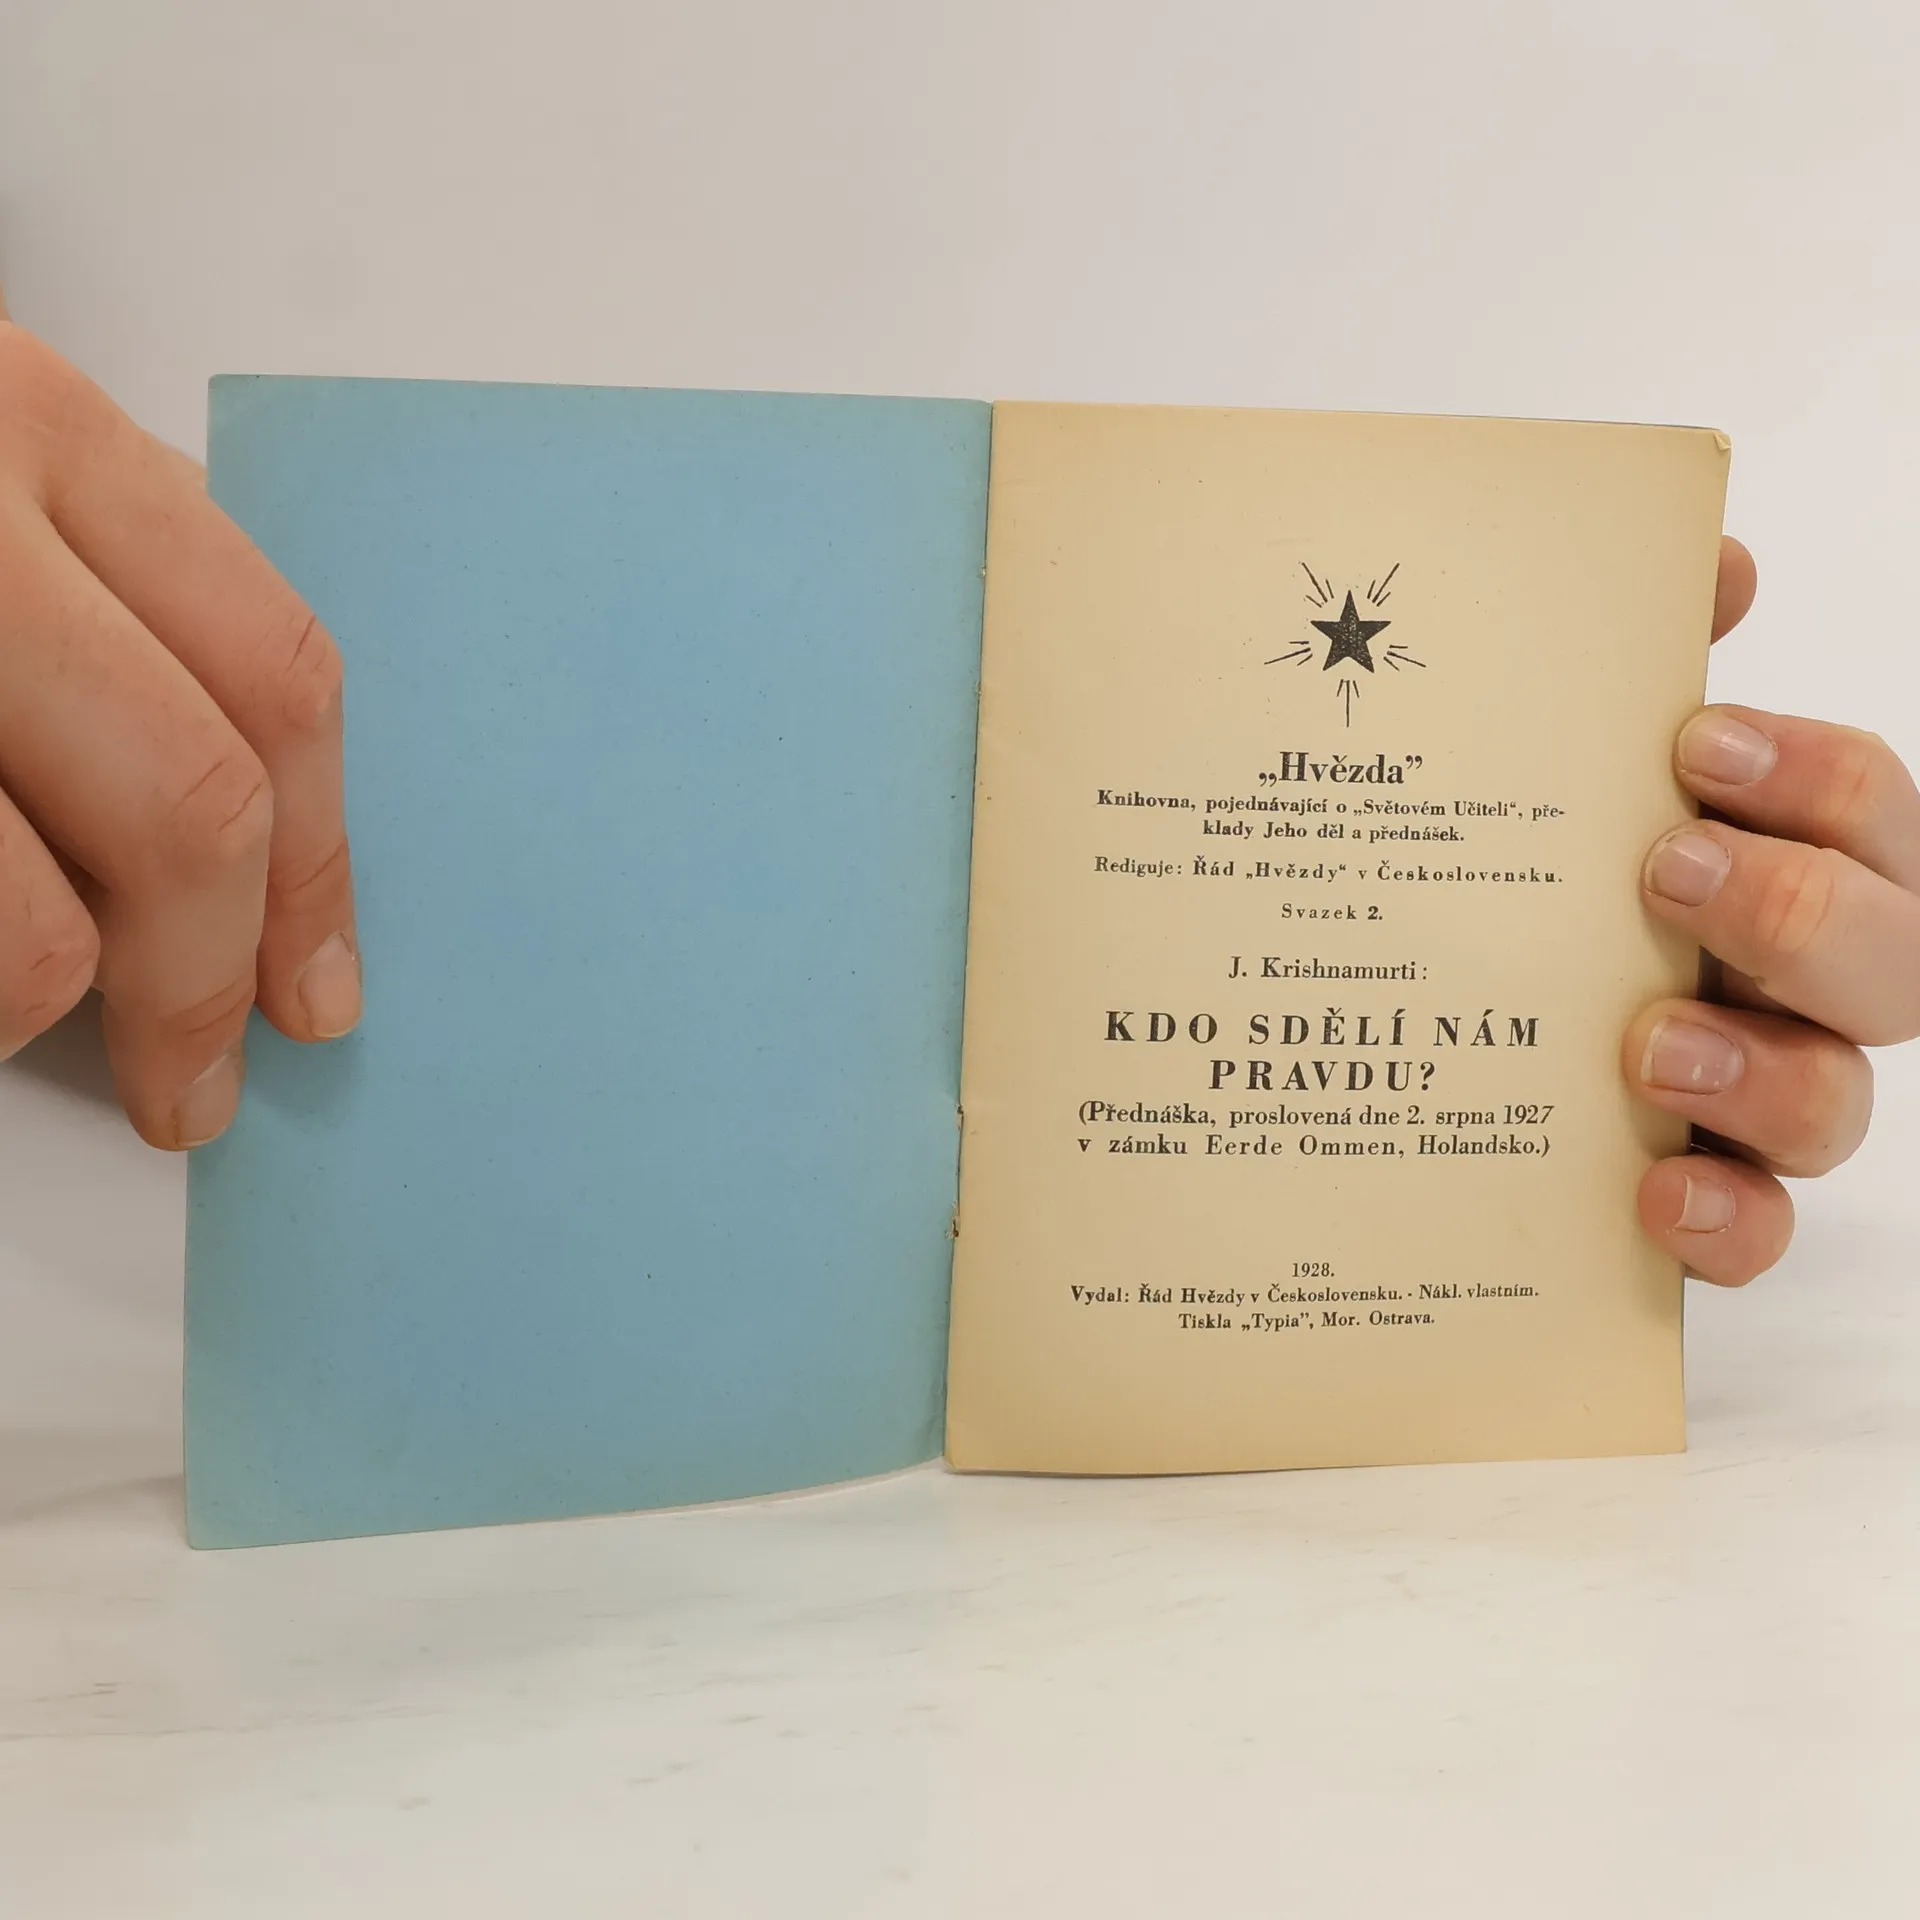 „Hvězda”
Knihovna, pojednávající o „Světovém Učiteli“, pře-
klady Jeho děl a přednášek.
Rediguje: Řád „Hvězdy“ v Československu.
Svazek 2.
J. Krishnamurti:
KDO SDĚLÍ NÁM
PRAVDU?
(Přednáška, proslovená dne 2. srpna 1927
v zámku Eerde Ommen, Holandsko.)
1928.
Vydal: Řád Hvězdy v Československu. - Nákl. vlastním.
Tiskla „Typia”, Mor. Ostrava.